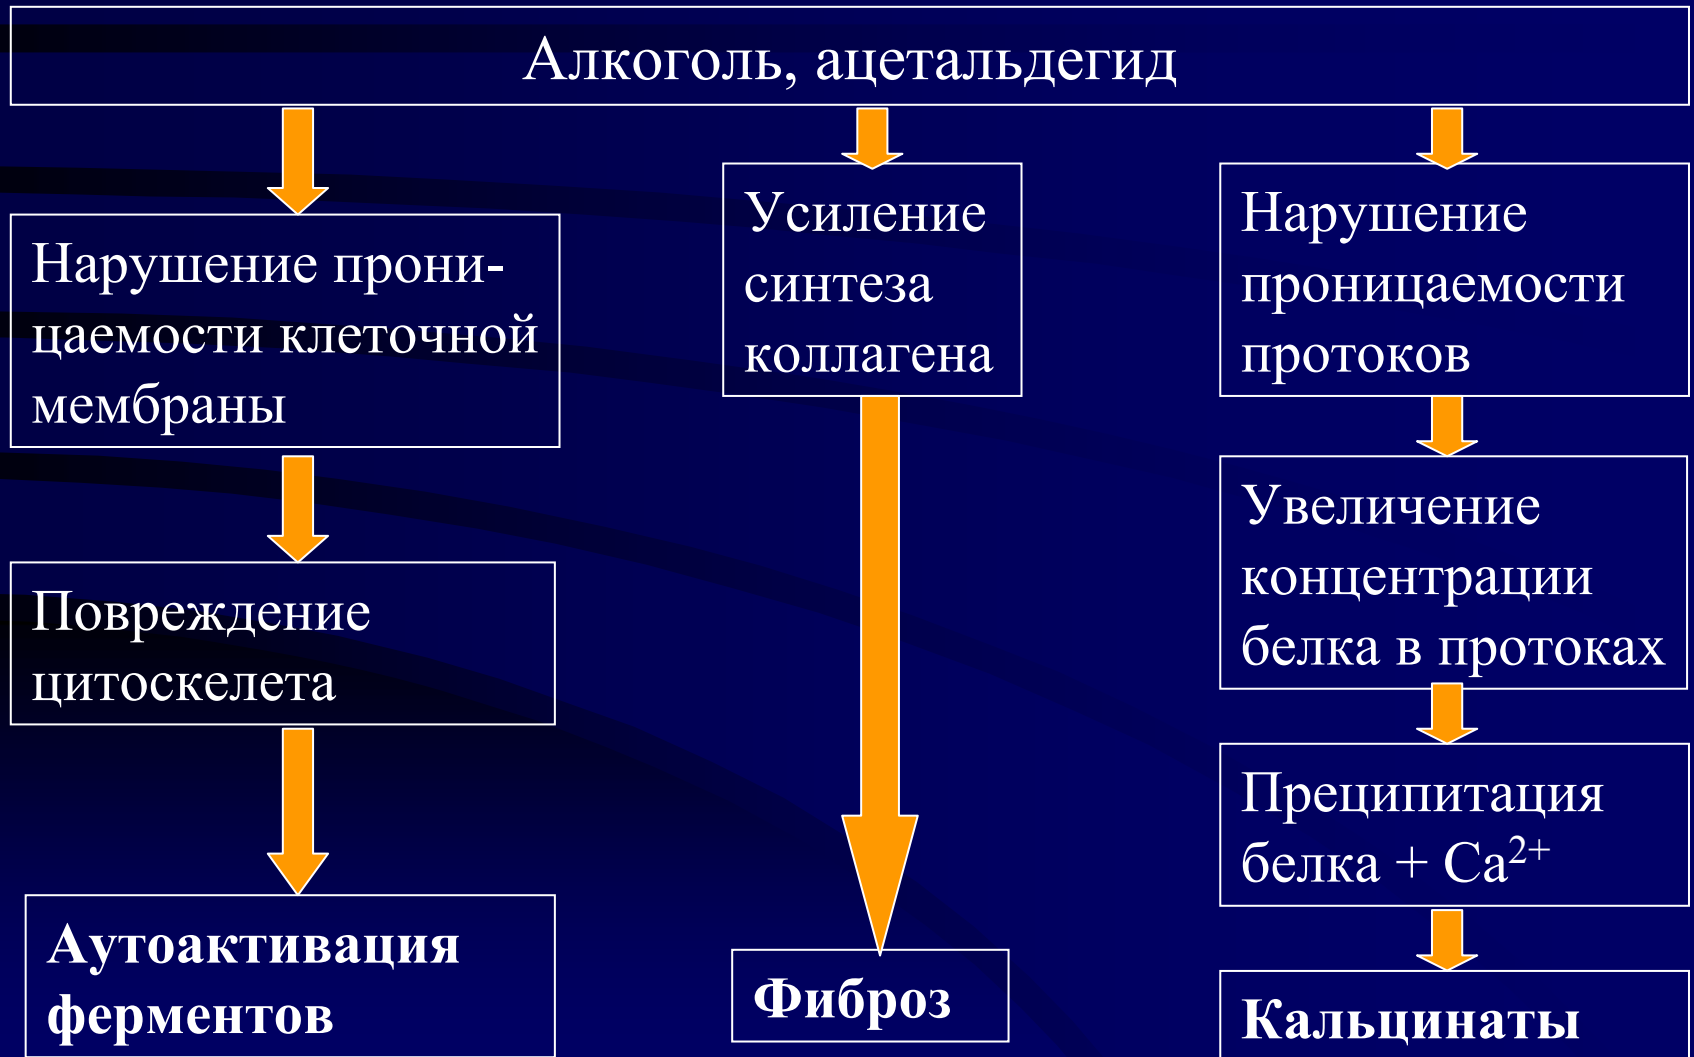 Алкоголь, ацетальдегид
Нарушение прони-
цаемости клеточной
мембраны
Повреждение
цитоскелета
Аутоактивация
ферментов
Усиление
синтеза
коллагена
Фиброз
Нарушение
проницаемости
протоков
Увеличение
концентрации
белка в протоках
Преципитация
белка + Ca²⁺
Кальцинаты